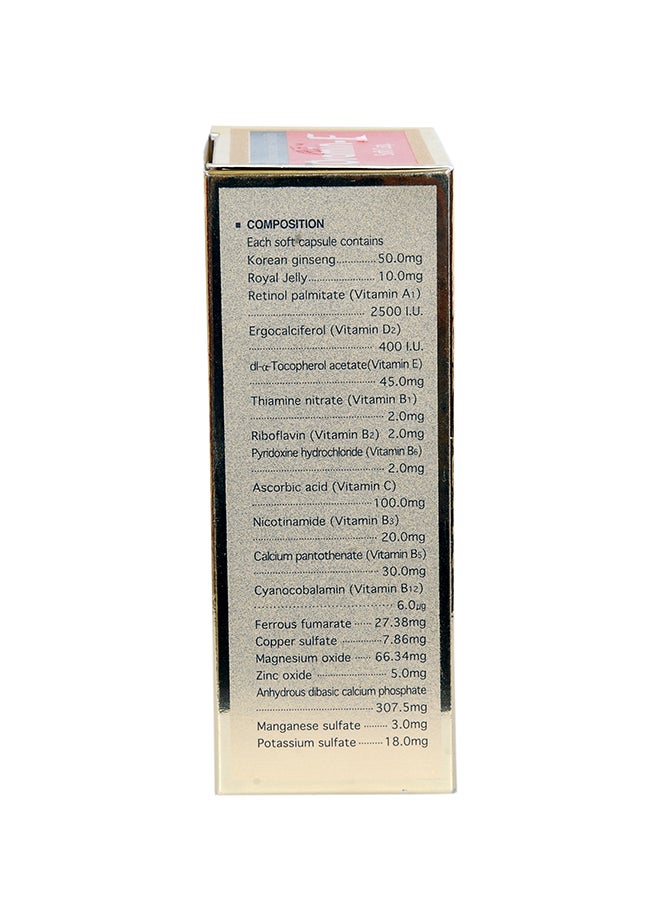 ■ COMPOSITION
Each soft capsule contains
Korean ginseng............. 50.0mg
Royal Jelly..................... 10.0mg
Retinol palmitate (Vitamin A1)
................................ 2500 I.U.
Ergocalciferol (Vitamin D2)
.................................. 400 I.U.
dl-α-Tocopherol acetate(Vitamin E)
.................................. 45.0mg
Thiamine nitrate (Vitamin B1)
.................................... 2.0mg
Riboflavin (Vitamin B2) 2.0mg
Pyridoxine hydrochloride (Vitamin B6)
.................................... 2.0mg
Ascorbic acid (Vitamin C)
................................ 100.0mg
Nicotinamide (Vitamin B3)
.................................. 20.0mg
Calcium pantothenate (Vitamin B5)
.................................. 30.0mg
Cyanocobalamin (Vitamin B12)
.................................... 6.0μg
Ferrous fumarate ..... 27.38mg
Copper sulfate .............7.86mg
Magnesium oxide ..... 66.34mg
Zinc oxide ..................... 5.0mg
Anhydrous dibasic calcium phosphate
................................ 307.5mg
Manganese sulfate ........ 3.0mg
Potassium sulfate ........ 18.0mg